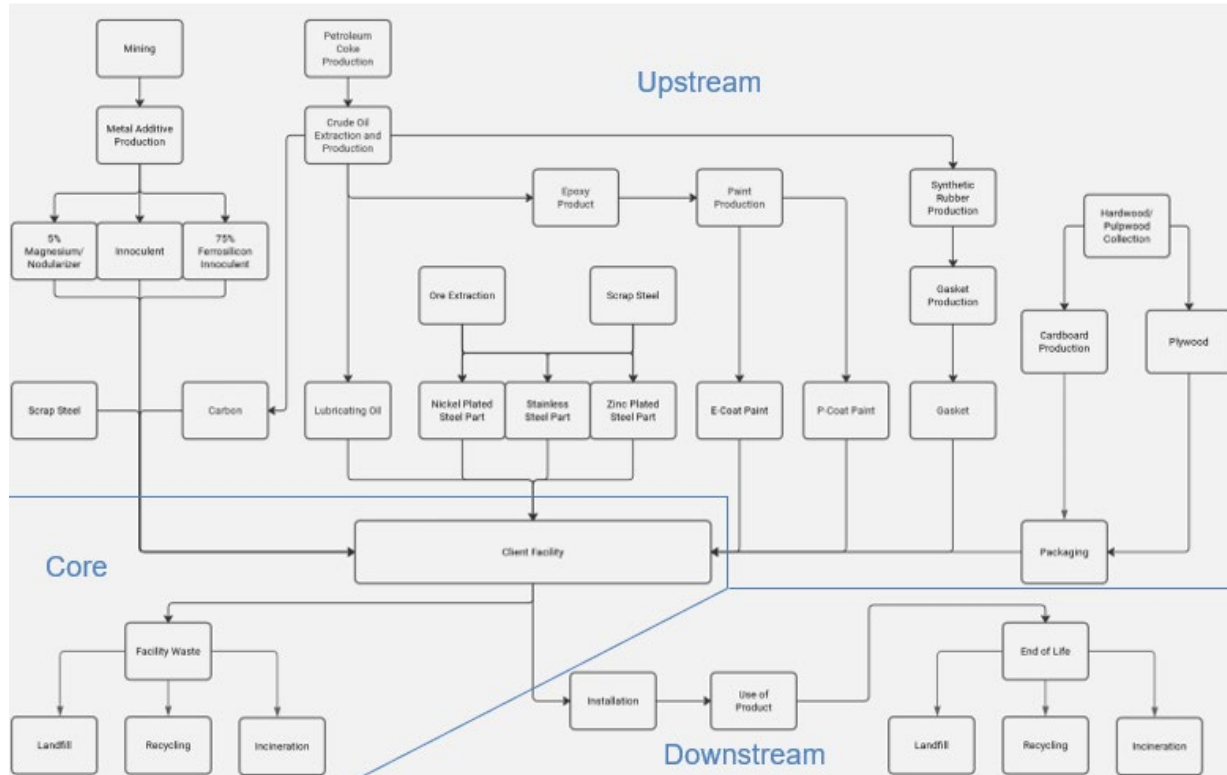 Mining
Petroleum
Coke
Production
Upstream
Metal Additive
Production
Crude Oil
Extraction and
Production
Epoxy
Product
Paint
Production
Synthetic
Rubber
Production
Hardwood/
Pulpwood
Collection
5%
Magnesium/
Nodularizer
Innoculent
75%
Ferrosilicon
Innoculent
Ore Extraction
Scrap Steel
Gasket
Production
Cardboard
Production
Plywood
Scrap Steel
Carbon
Lubricating Oil
Nickel Plated
Steel Part
Stainless
Steel Part
Zinc Plated
Steel Part
E-Coat Paint
P-Coat Paint
Gasket
Core
Client Facility
Packaging
Facility Waste
End of Life
Installation
Use of
Product
Landfill
Recycling
Incineration
Downstream
Landfill
Recycling
Incineration